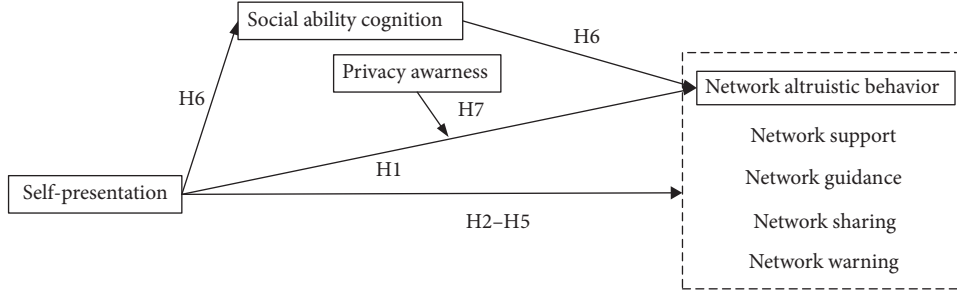 Social ability cognition
H6
Privacy awarness
Network altruistic behavior
H6
H7
Network support
H1
Network guidance
Self-presentation
H2–H5
Network sharing
Network warning